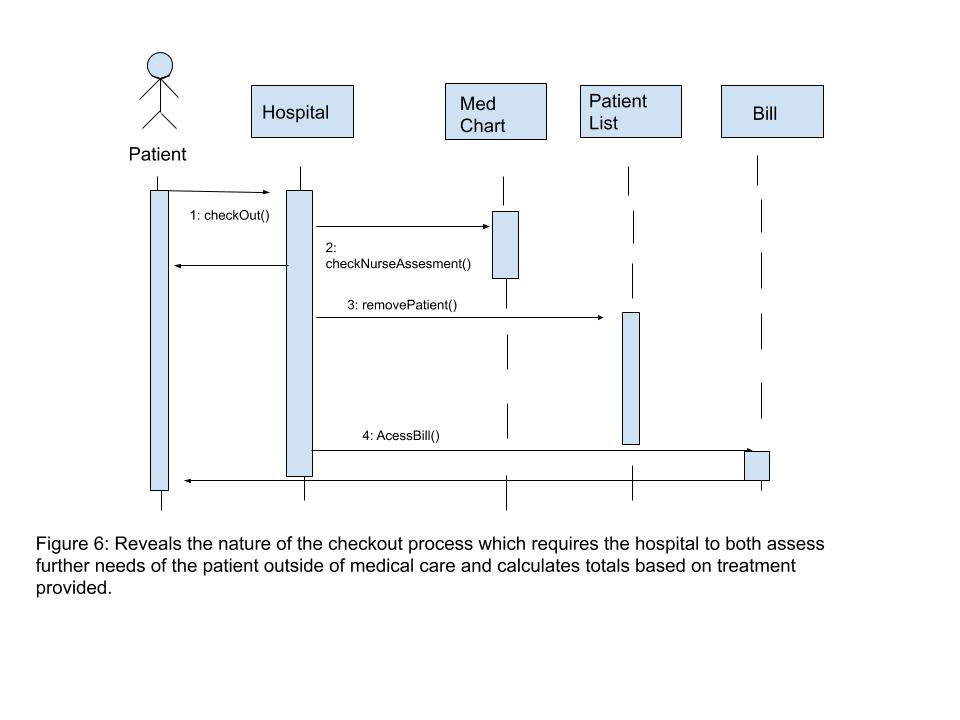 Hospital
Med
Chart
Patient
List
Bill
Patient
1: checkOut()
2:
checkNurseAssesment()
3: removePatient()
4: AcessBill()
Figure 6: Reveals the nature of the checkout process which requires the hospital to both assess
further needs of the patient outside of medical care and calculates totals based on treatment
provided.